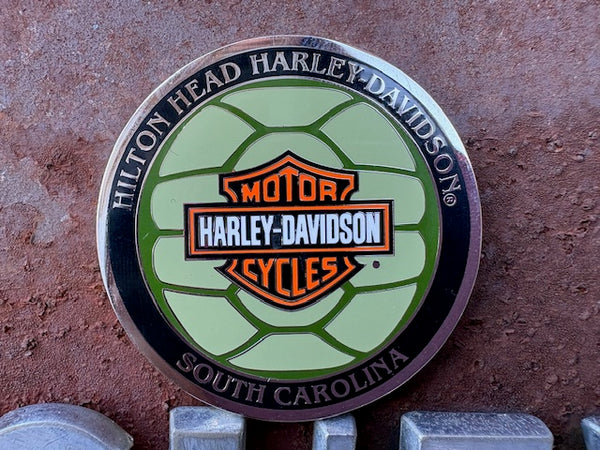 HILTON HEAD HARLEY-DAVIDSON®
MOTOR
HARLEY-DAVIDSON
CYCLES
SOUTH CAROLINA